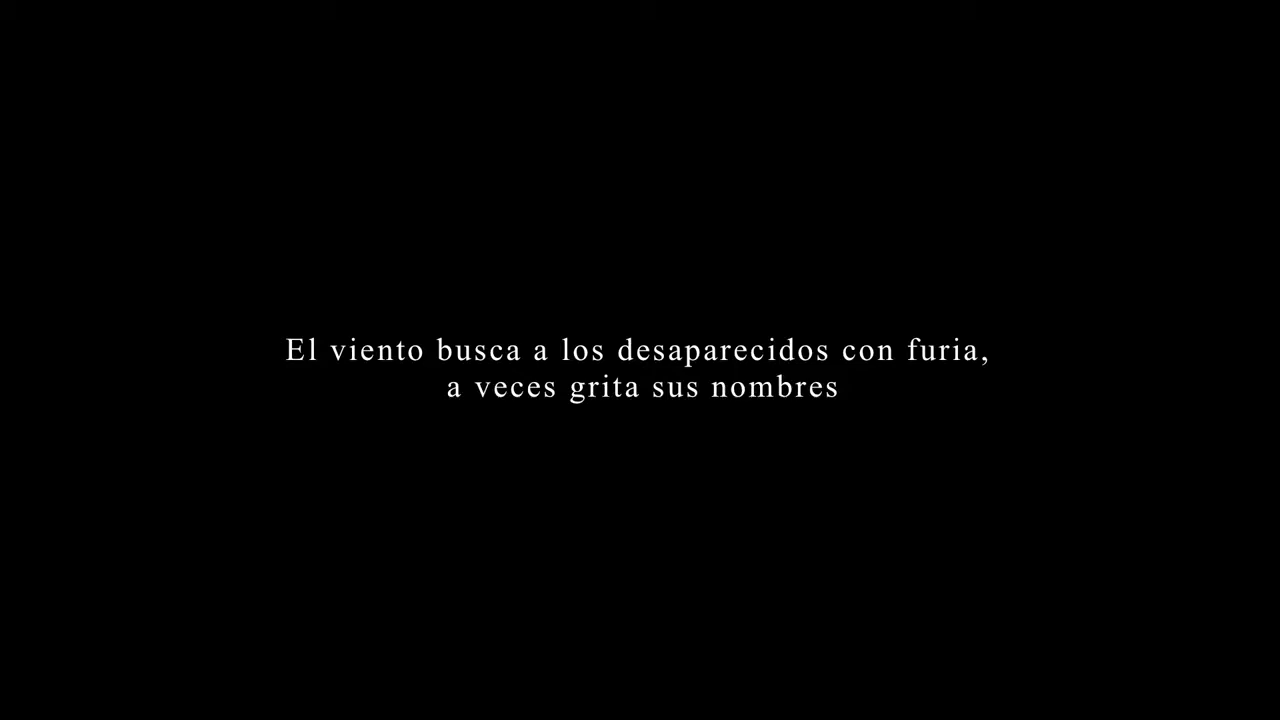 El viento busca a los desaparecidos con furia,
a veces grita sus nombres